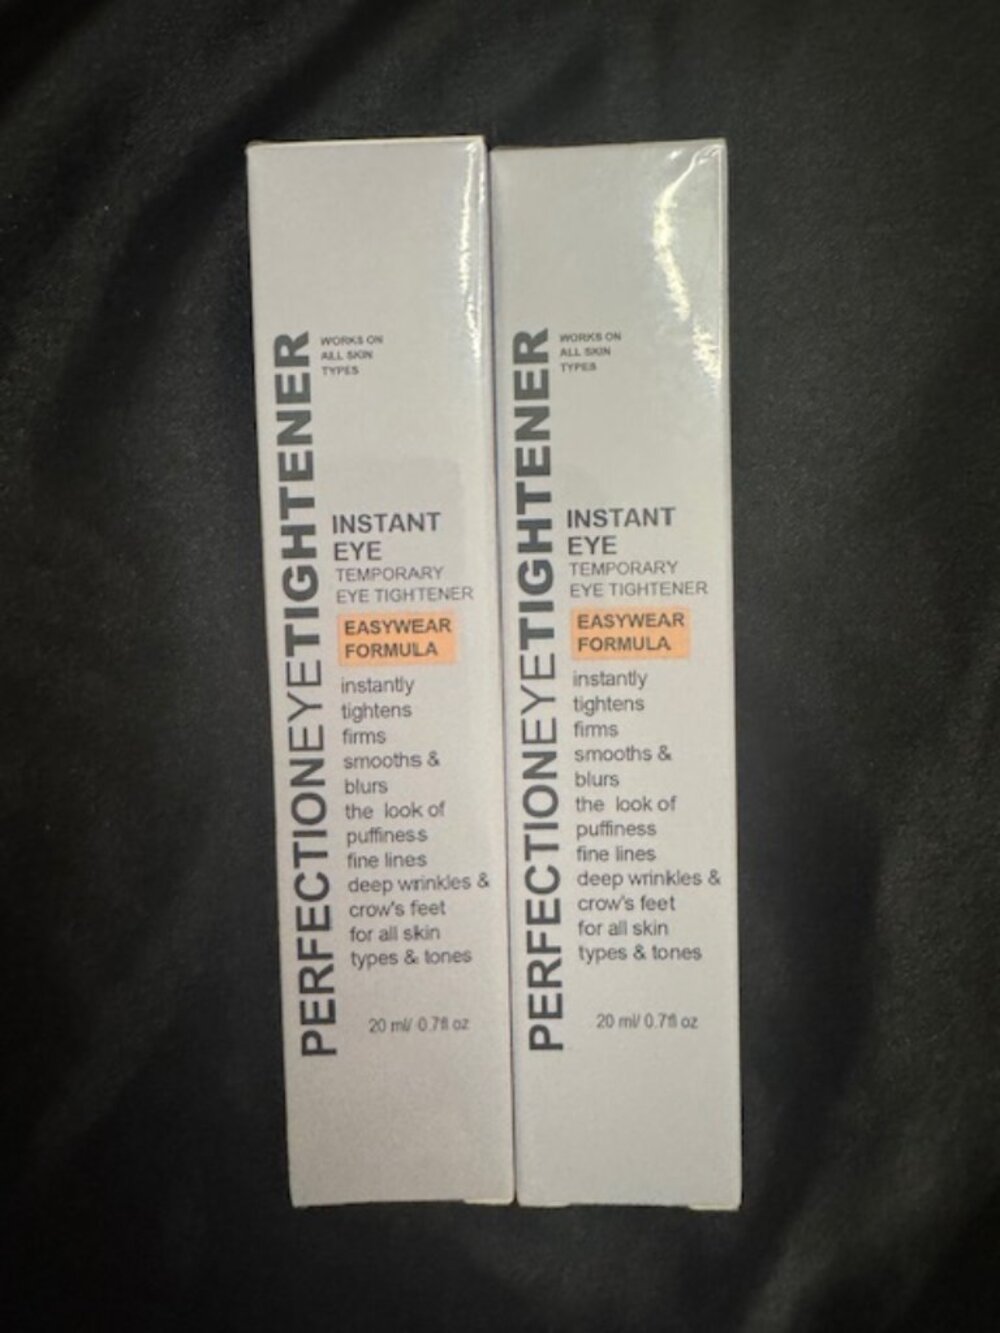 PERFECTIONEYETIGHTENER
WORKS ON
ALL SKIN
TYPES
INSTANT
EYE
TEMPORARY
EYE TIGHTENER
EASYWEAR
FORMULA
instantly
tightens
firms
smooths &
blurs
the look of
puffiness
fine lines
deep wrinkles &
crow's feet
for all skin
types & tones
20 ml/ 0.7fl oz
PERFECTIONEYETIGHTENER
WORKS ON
ALL SKIN
TYPES
INSTANT
EYE
TEMPORARY
EYE TIGHTENER
EASYWEAR
FORMULA
instantly
tightens
firms
smooths &
blurs
the look of
puffiness
fine lines
deep wrinkles &
crow's feet
for all skin
types & tones
20 ml/ 0.7fl oz